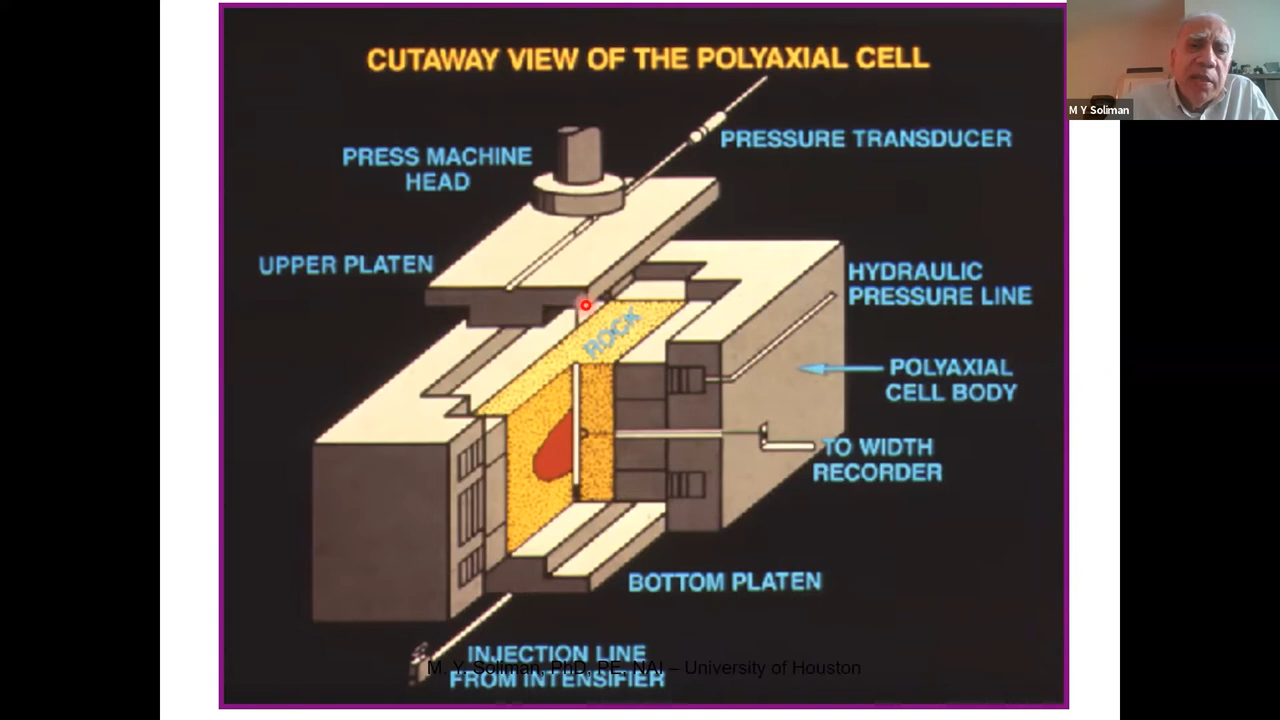 CUTAWAY VIEW OF THE POLYAXIAL CELL
M Y Soliman
PRESSURE TRANSDUCER
PRESS MACHINE
HEAD
UPPER PLATEN
HYDRAULIC
PRESSURE LINE
ROCK
POLYAXIAL
CELL BODY
TO WIDTH
RECORDER
BOTTOM PLATEN
INJECTION LINE
FROM INTENSIFIER
M. Y. Soliman, PhD, PE, NAI – University of Houston